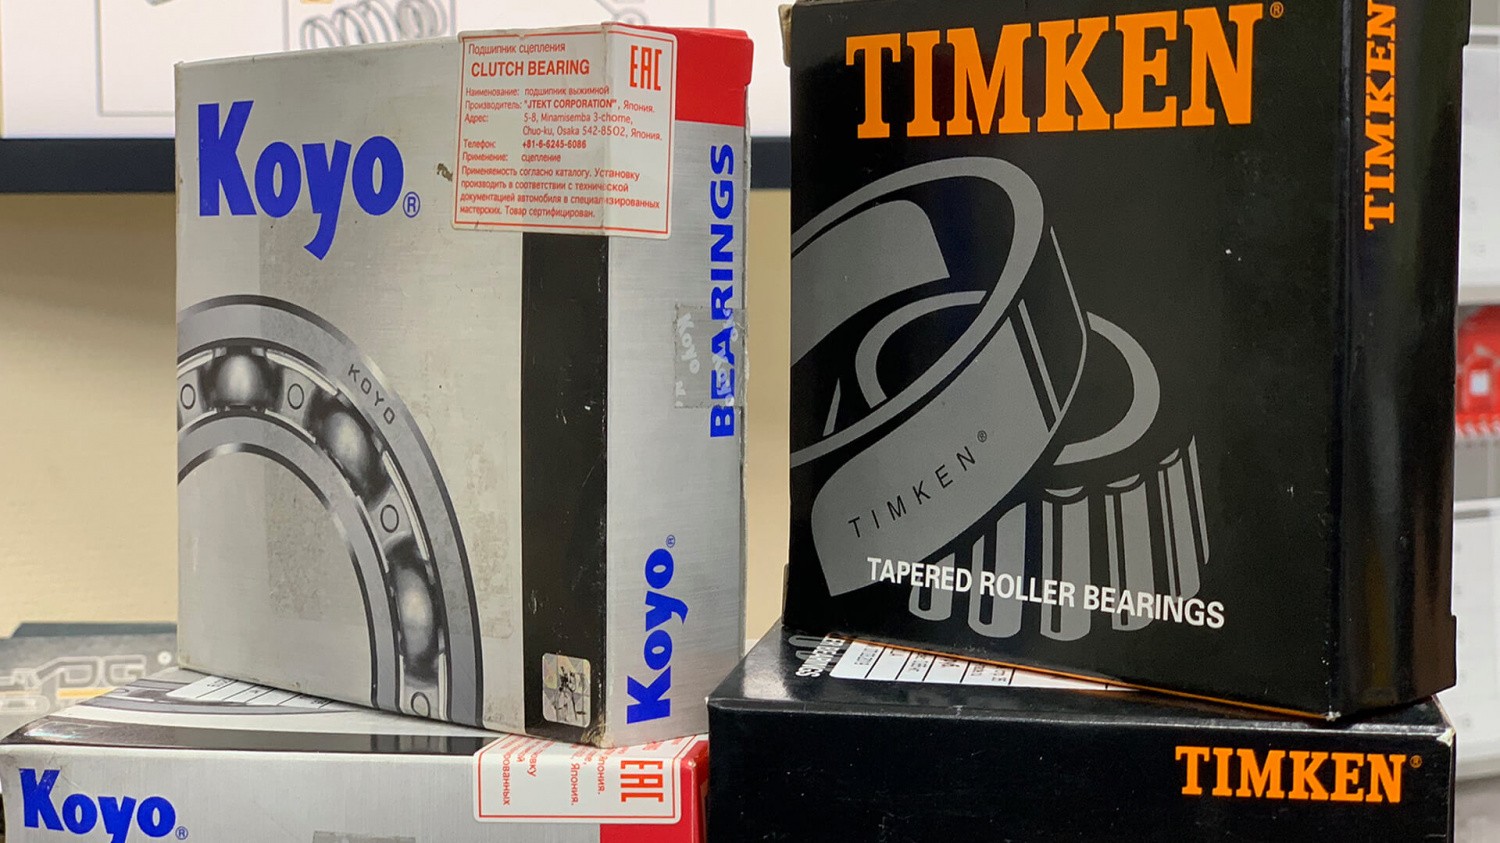 Koyo®
KOYO
Подшипник сцепления
CLUTCH BEARING
EAC
Наименование: подшипник выжимной
Производитель: "JTEKT CORPORATION", Япония.
Адрес: 5-8, Minamisemba 3-chome,
Chuo-ku, Osaka 542-8502, Япония.
Телефон: +81-6-6245-6086
Применение: сцепление
Применяемость согласно каталогу. Установку
производить в соответствии с технической
документацией автомобиля в специализированных
мастерских. Товар сертифицирован.
BEARINGS
Koyo
Koyo®
TIMKEN®
TIMKEN
TIMKEN®
TAPERED ROLLER BEARINGS
Koyo®
EAC
Япония.
Япония.
TIMKEN®